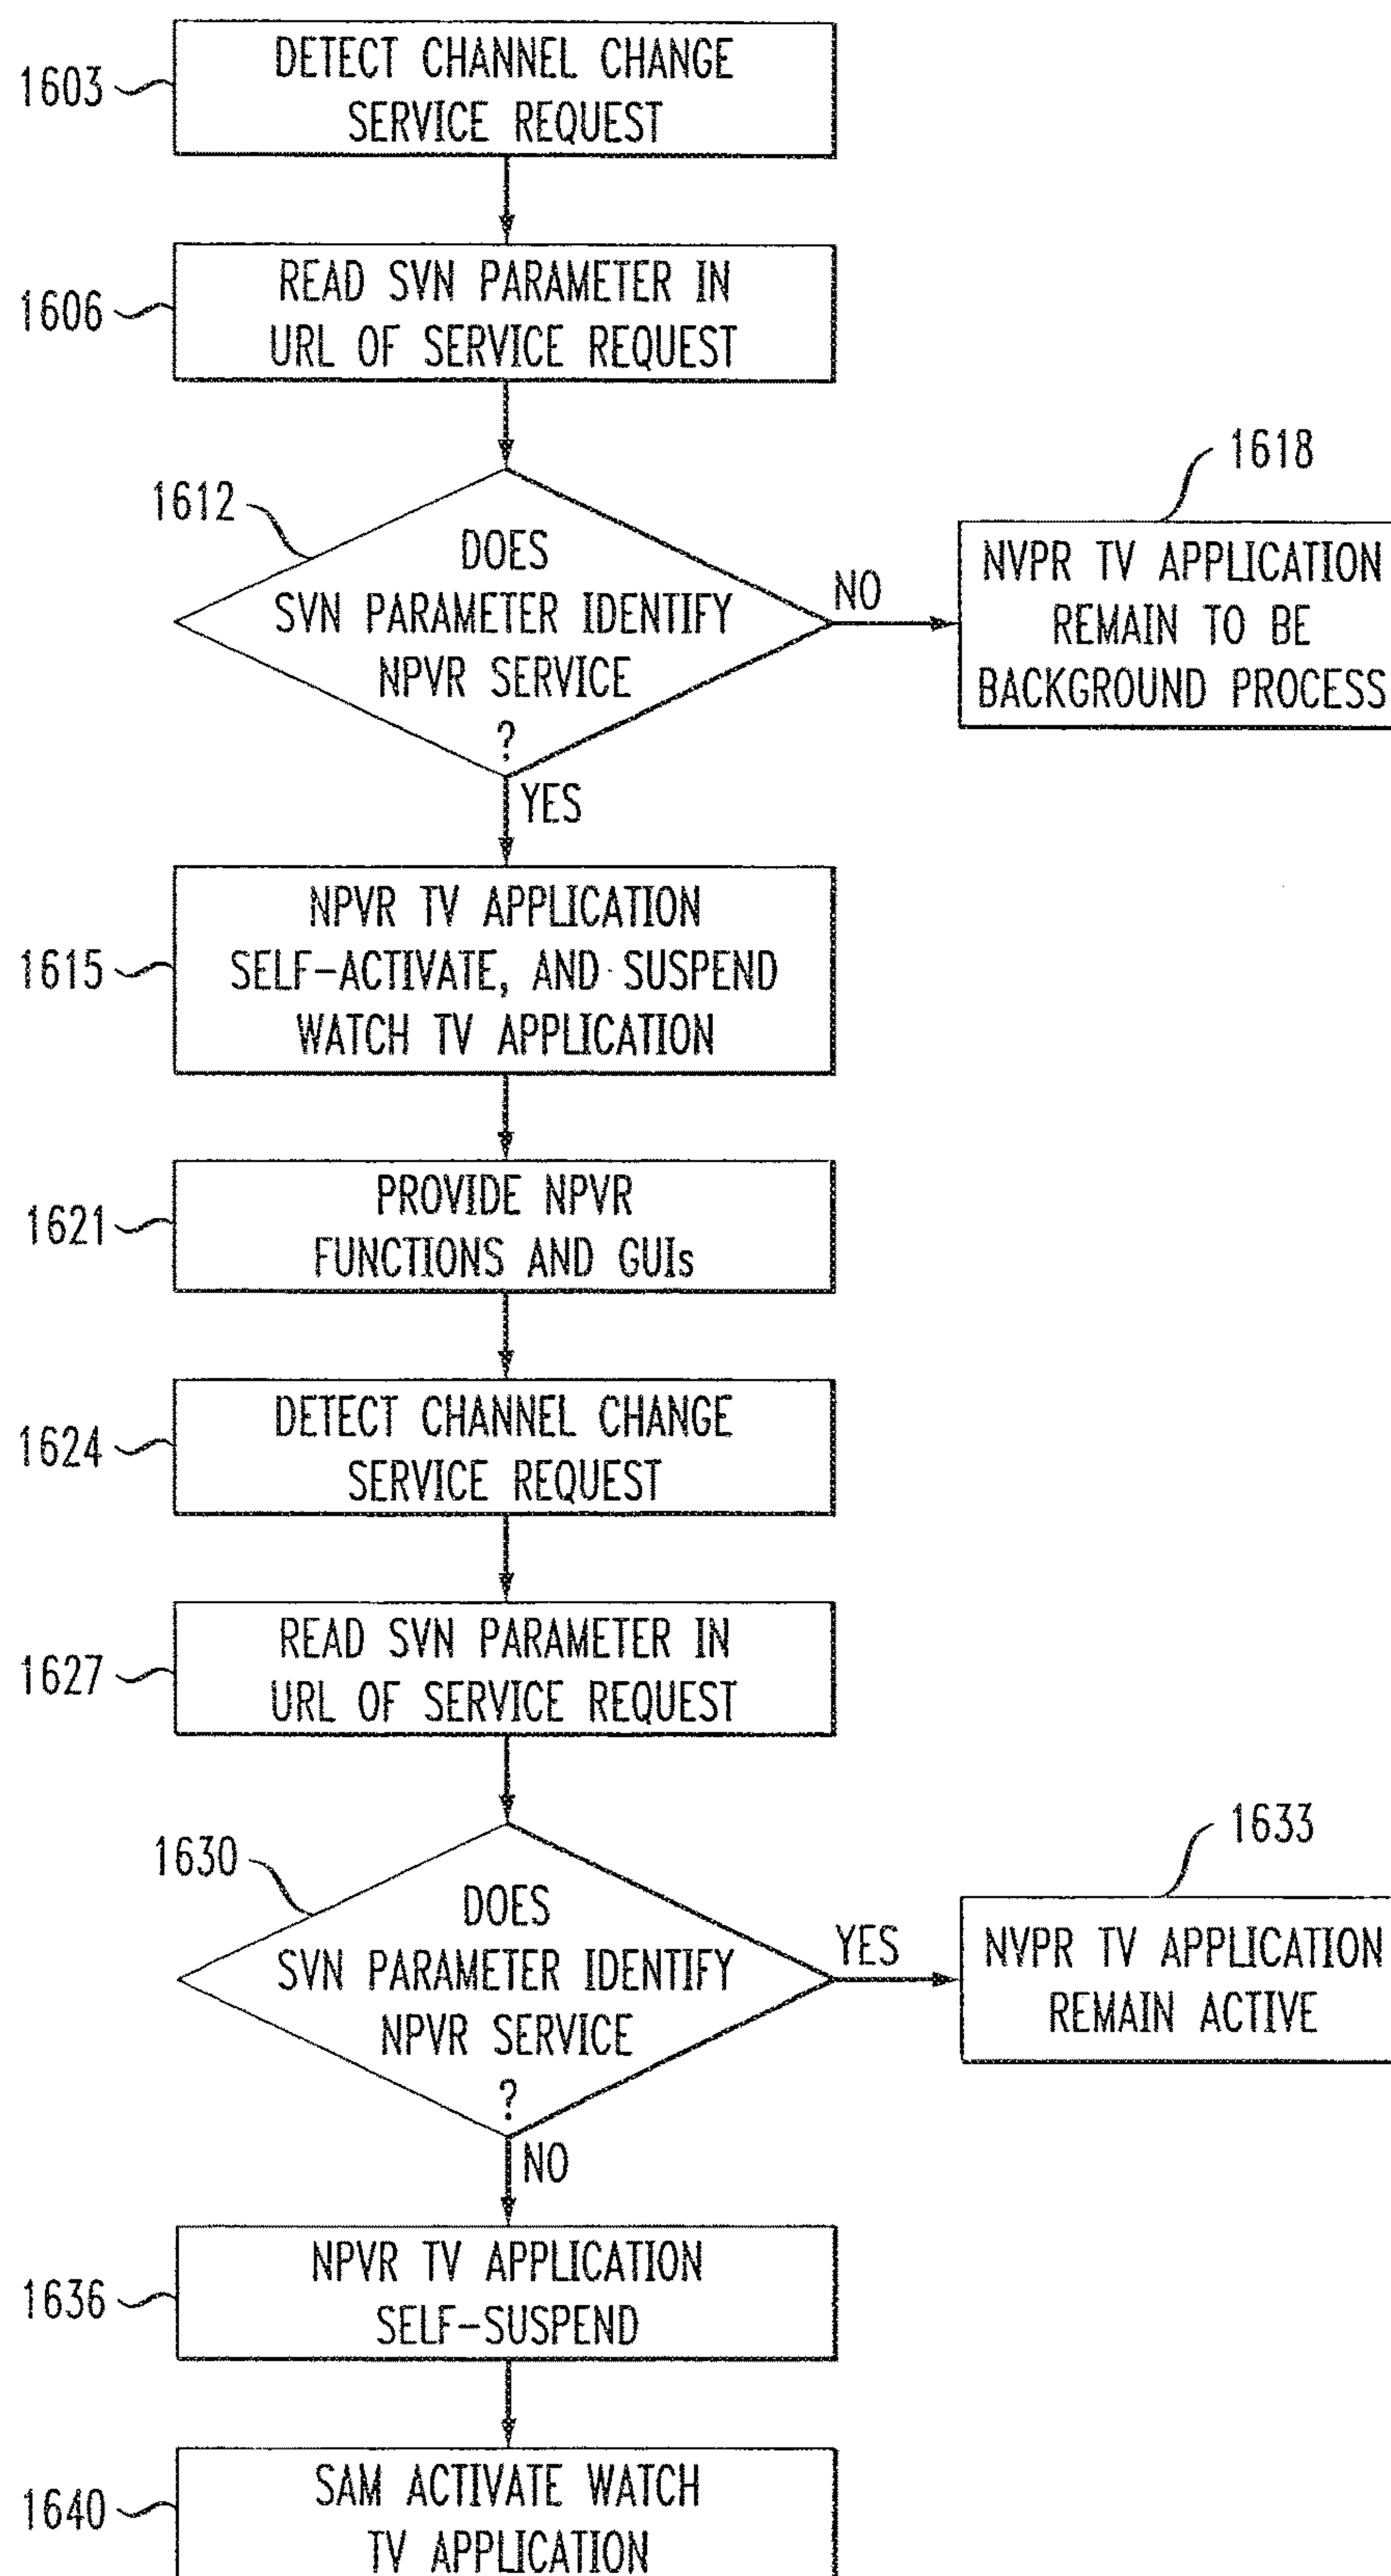 1603
DETECT CHANNEL CHANGE
SERVICE REQUEST
1606
READ SVN PARAMETER IN
URL OF SERVICE REQUEST
1612
DOES
SVN PARAMETER IDENTIFY
NPVR SERVICE
?
NO
1618
NVPR TV APPLICATION
REMAIN TO BE
BACKGROUND PROCESS
YES
1615
NPVR TV APPLICATION
SELF-ACTIVATE, AND SUSPEND
WATCH TV APPLICATION
1621
PROVIDE NPVR
FUNCTIONS AND GUIs
1624
DETECT CHANNEL CHANGE
SERVICE REQUEST
1627
READ SVN PARAMETER IN
URL OF SERVICE REQUEST
1630
DOES
SVN PARAMETER IDENTIFY
NPVR SERVICE
?
YES
1633
NVPR TV APPLICATION
REMAIN ACTIVE
NO
1636
NPVR TV APPLICATION
SELF-SUSPEND
1640
SAM ACTIVATE WATCH
TV APPLICATION